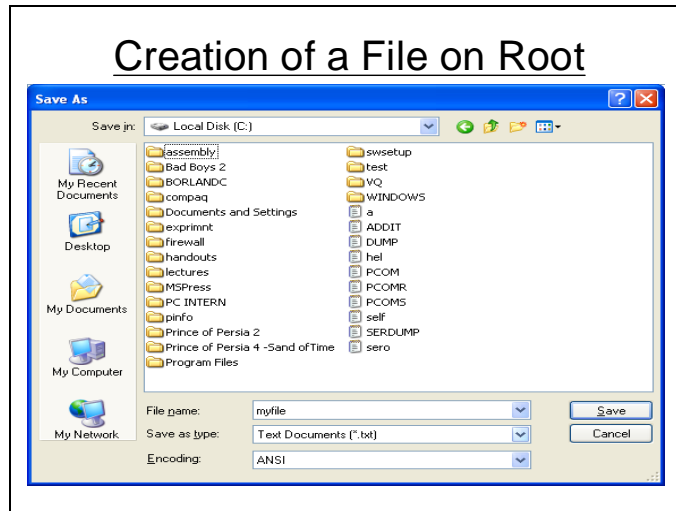 Creation of a File on Root
Save As
Save in:
Local Disk (C:)
My Recent Documents
Desktop
My Documents
My Computer
My Network
assembly
Bad Boys 2
BORLANDC
compaq
Documents and Settings
exprimnt
firewall
handouts
lectures
MSPress
PC INTERN
pinfo
Prince of Persia 2
Prince of Persia 4 -Sand ofTime
Program Files
swsetup
test
VQ
WINDOWS
a
ADDIT
DUMP
hel
PCOM
PCOMR
PCOMS
self
SERDUMP
sero
File name:
myfile
Save
Save as type:
Text Documents (*.txt)
Cancel
Encoding:
ANSI